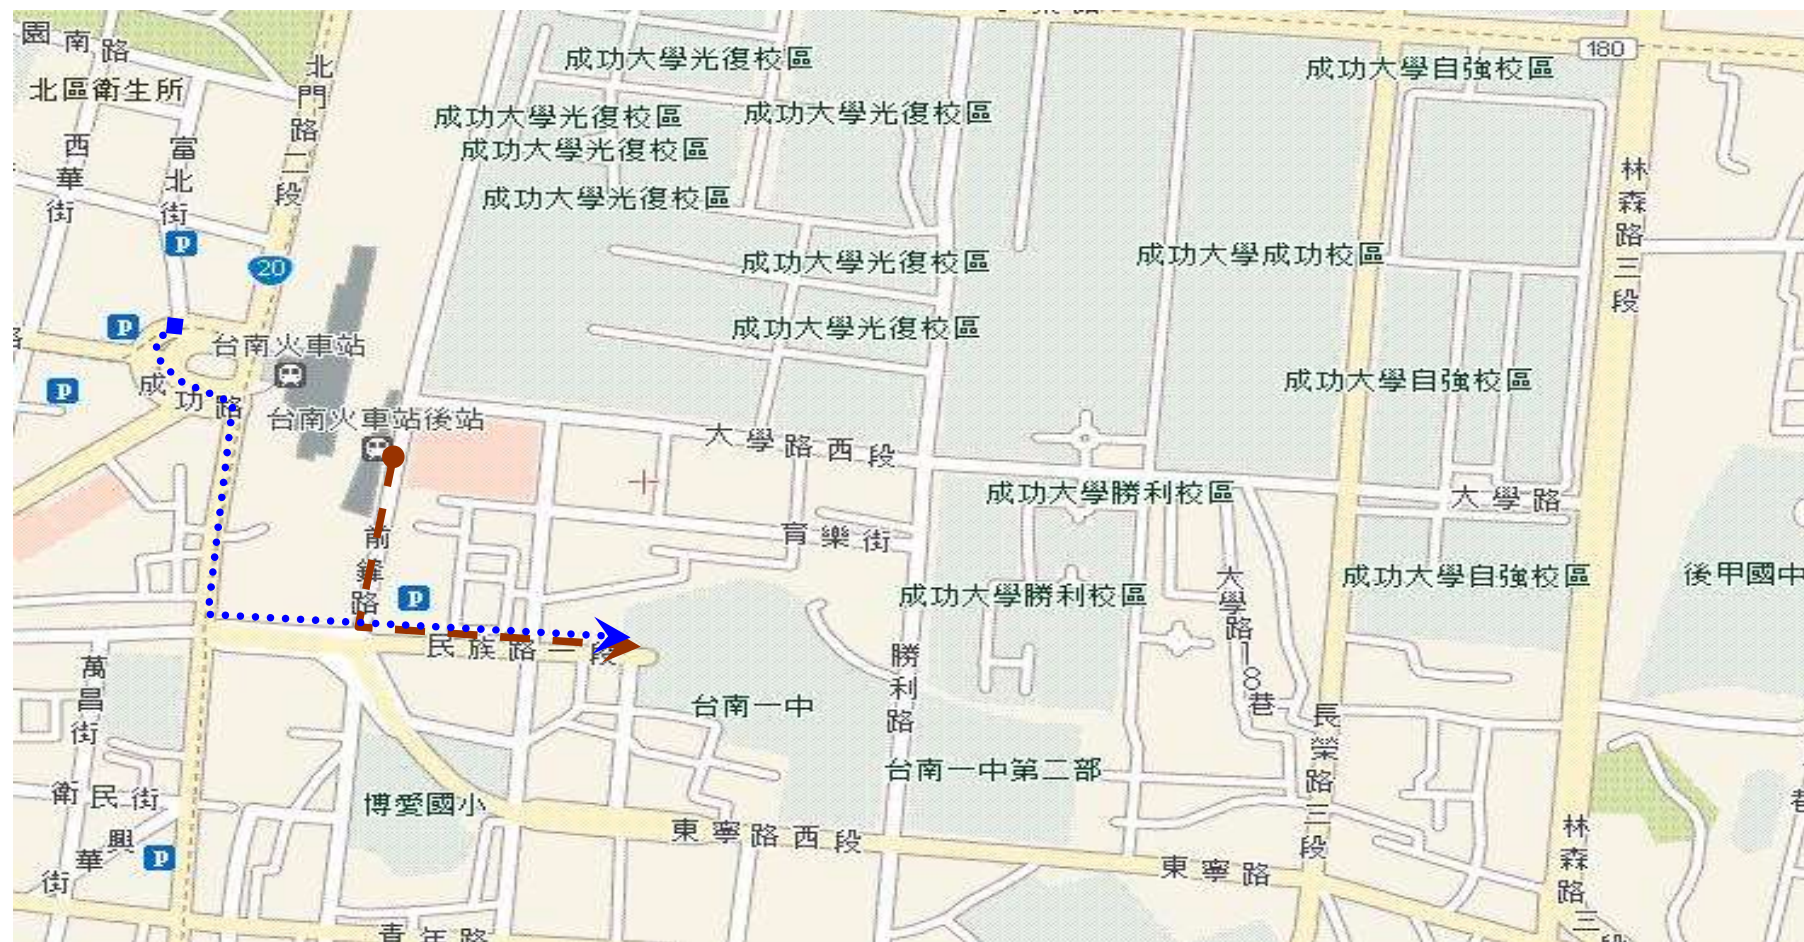 園南路
北區衛生所
西華街
富北街
北門路二段
P
20
P
P
台南火車站
成功路
台南火車站後站
前鋒路
P
民族路一段
成功大學光復校區
成功大學光復校區
成功大學光復校區
成功大學光復校區
成功大學光復校區
成功大學光復校區
成功大學光復校區
成功大學自強校區
180
林森路三段
成功大學成功校區
成功大學自強校區
大學路西段
成功大學勝利校區
大學路
育樂街
成功大學勝利校區
大學路18巷
成功大學自強校區
後甲國中
勝利路
台南一中
台南一中第二部
長榮路三段
萬昌街
衛民街
興華街
P
博愛國小
東寧路西段
東寧路
林森路三段
青年路
巷